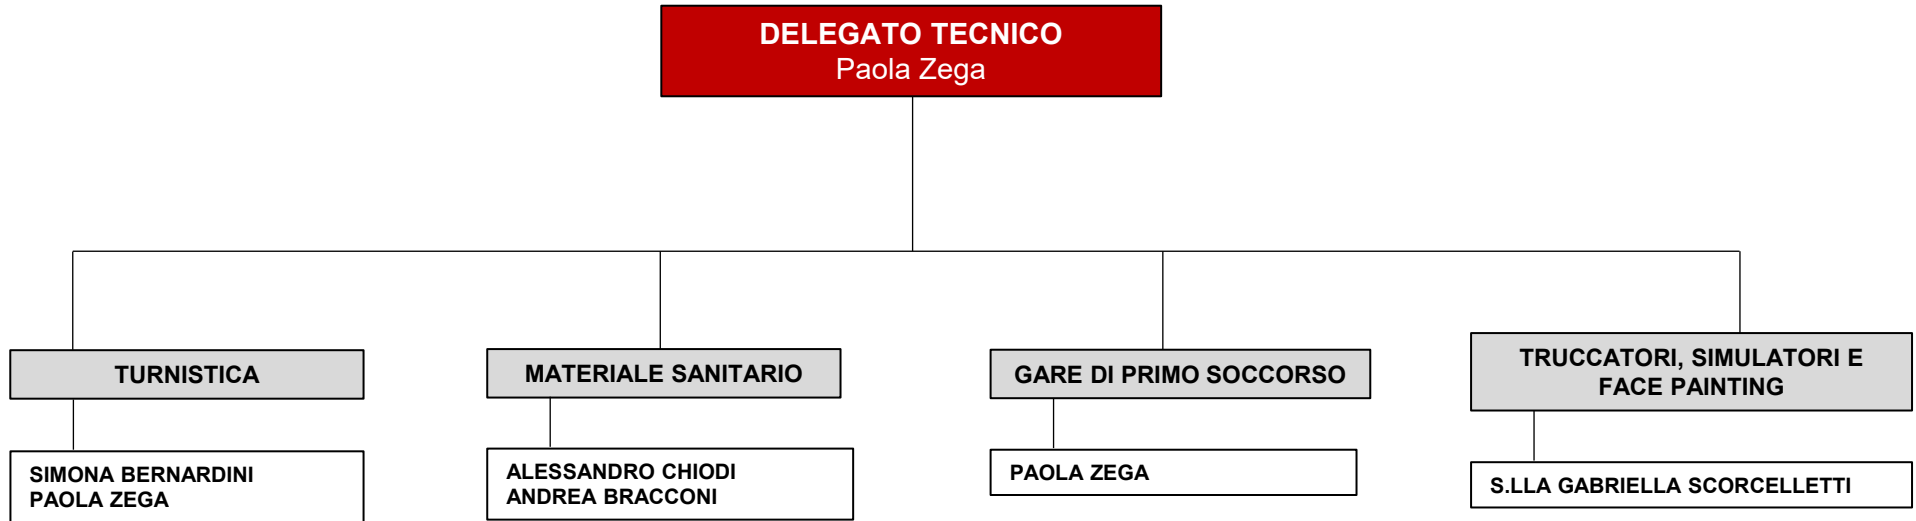 DELEGATO TECNICO
Paola Zega
TURNISTICA
SIMONA BERNARDINI
PAOLA ZEGA
MATERIALE SANITARIO
ALESSANDRO CHIODI
ANDREA BRACCONI
GARE DI PRIMO SOCCORSO
PAOLA ZEGA
TRUCCATORI, SIMULATORI E
FACE PAINTING
S.LLA GABRIELLA SCORCELLETTI